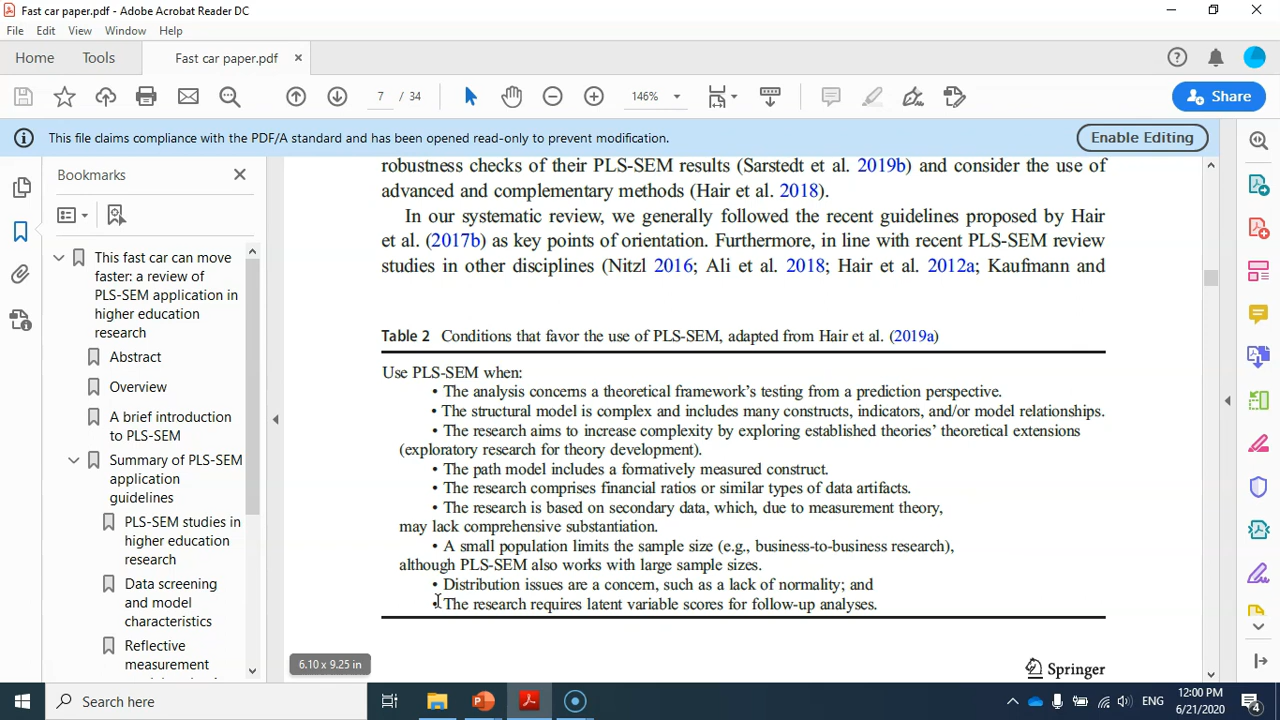 Fast car paper.pdf - Adobe Acrobat Reader DC
File Edit View Window Help
Home Tools Fast car paper.pdf ×
7 / 34 146% Share
This file claims compliance with the PDF/A standard and has been opened read-only to prevent modification. Enable Editing
Bookmarks
This fast car can move
faster: a review of
PLS-SEM application in
higher education
research
Abstract
Overview
A brief introduction
to PLS-SEM
Summary of PLS-SEM
application
guidelines
PLS-SEM studies in
higher education
research
Data screening
and model
characteristics
Reflective
measurement
robustness checks of their PLS-SEM results (Sarstedt et al. 2019b) and consider the use of
advanced and complementary methods (Hair et al. 2018).
In our systematic review, we generally followed the recent guidelines proposed by Hair
et al. (2017b) as key points of orientation. Furthermore, in line with recent PLS-SEM review
studies in other disciplines (Nitzl 2016; Ali et al. 2018; Hair et al. 2012a; Kaufmann and
Table 2 Conditions that favor the use of PLS-SEM, adapted from Hair et al. (2019a)
Use PLS-SEM when:
• The analysis concerns a theoretical framework's testing from a prediction perspective.
• The structural model is complex and includes many constructs, indicators, and/or model relationships.
• The research aims to increase complexity by exploring established theories' theoretical extensions
(exploratory research for theory development).
• The path model includes a formatively measured construct.
• The research comprises financial ratios or similar types of data artifacts.
• The research is based on secondary data, which, due to measurement theory,
may lack comprehensive substantiation.
• A small population limits the sample size (e.g., business-to-business research),
although PLS-SEM also works with large sample sizes.
• Distribution issues are a concern, such as a lack of normality; and
• The research requires latent variable scores for follow-up analyses.
6.10 x 9.25 in
Springer
Search here
ENG
12:00 PM
6/21/2020
4